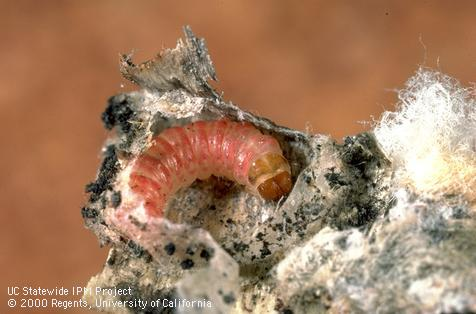 UC Statewide IPM Project
© 2000 Regents, University of California